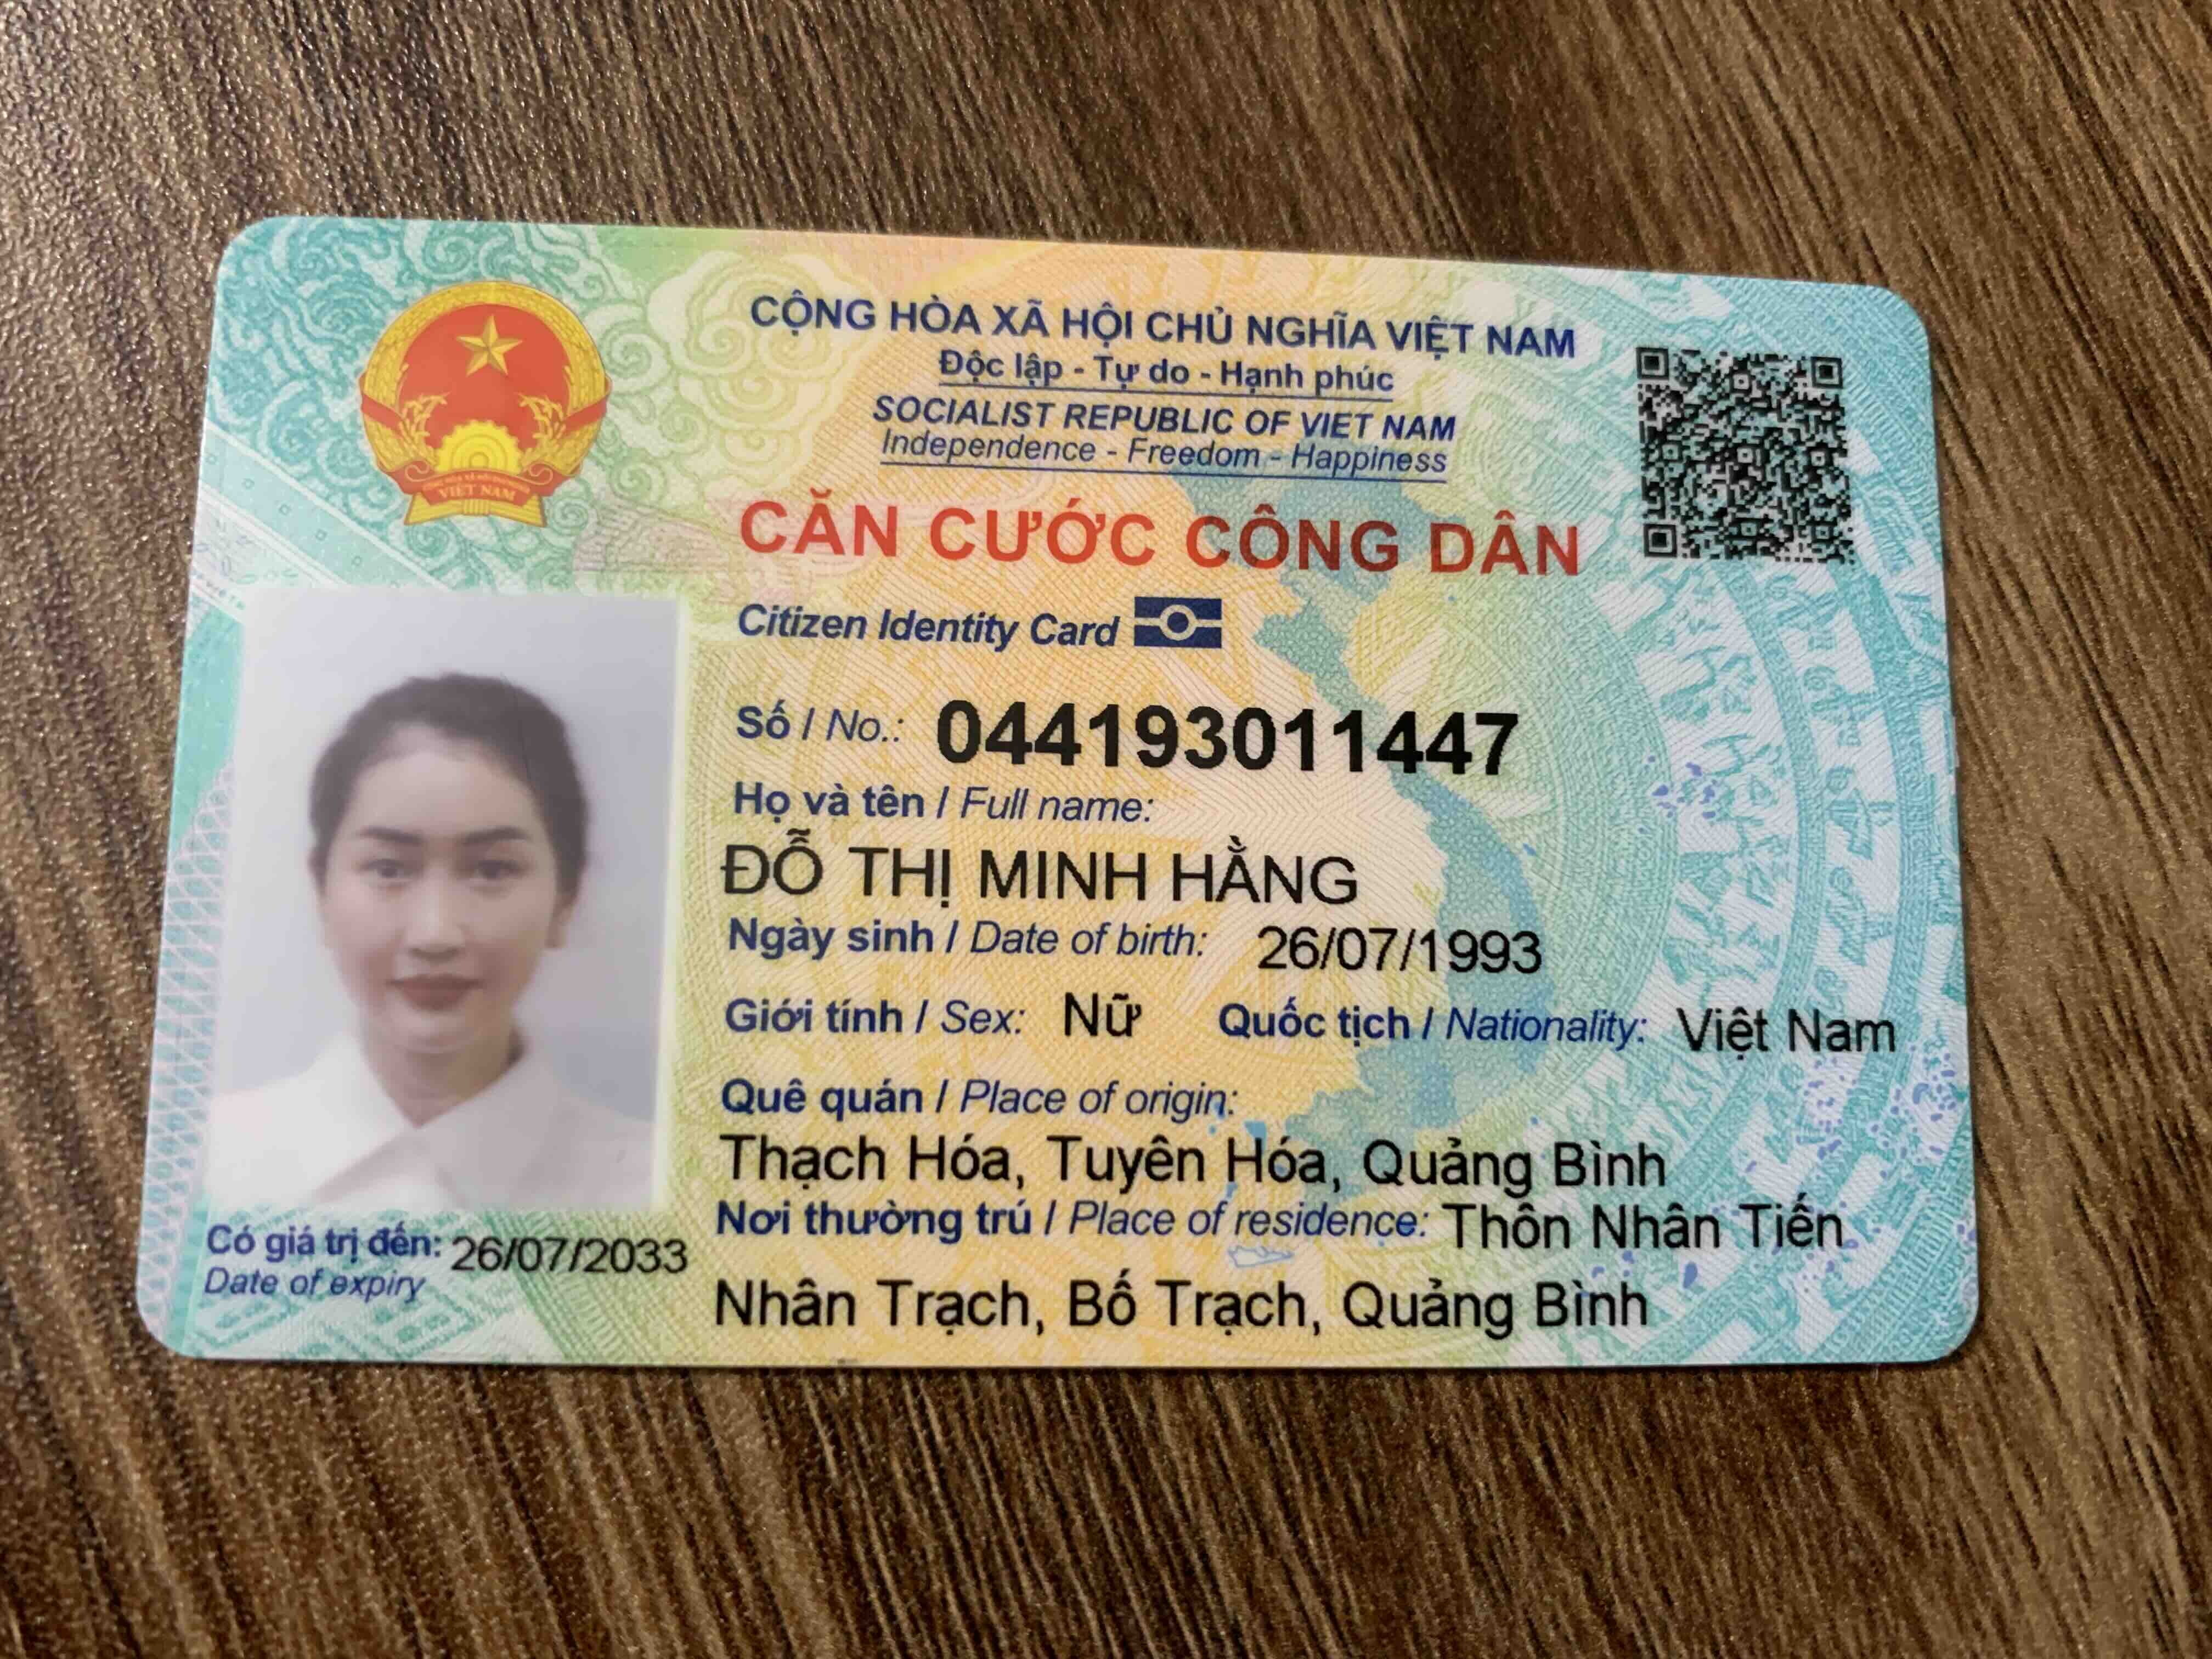 CỘNG HÒA XÃ HỘI CHỦ NGHĨA VIỆT NAM
Độc lập - Tự do - Hạnh phúc
SOCIALIST REPUBLIC OF VIET NAM
Independence - Freedom - Happiness
CĂN CƯỚC CÔNG DÂN
Citizen Identity Card
VIỆT NAM
Số / No.: 044193011447
Họ và tên / Full name:
ĐỖ THỊ MINH HẰNG
Ngày sinh / Date of birth: 26/07/1993
Giới tính / Sex: Nữ Quốc tịch / Nationality: Việt Nam
Quê quán / Place of origin:
Thạch Hóa, Tuyên Hóa, Quảng Bình
Nơi thường trú / Place of residence: Thôn Nhân Tiến
Nhân Trạch, Bố Trạch, Quảng Bình
Có giá trị đến: 26/07/2033
Date of expiry